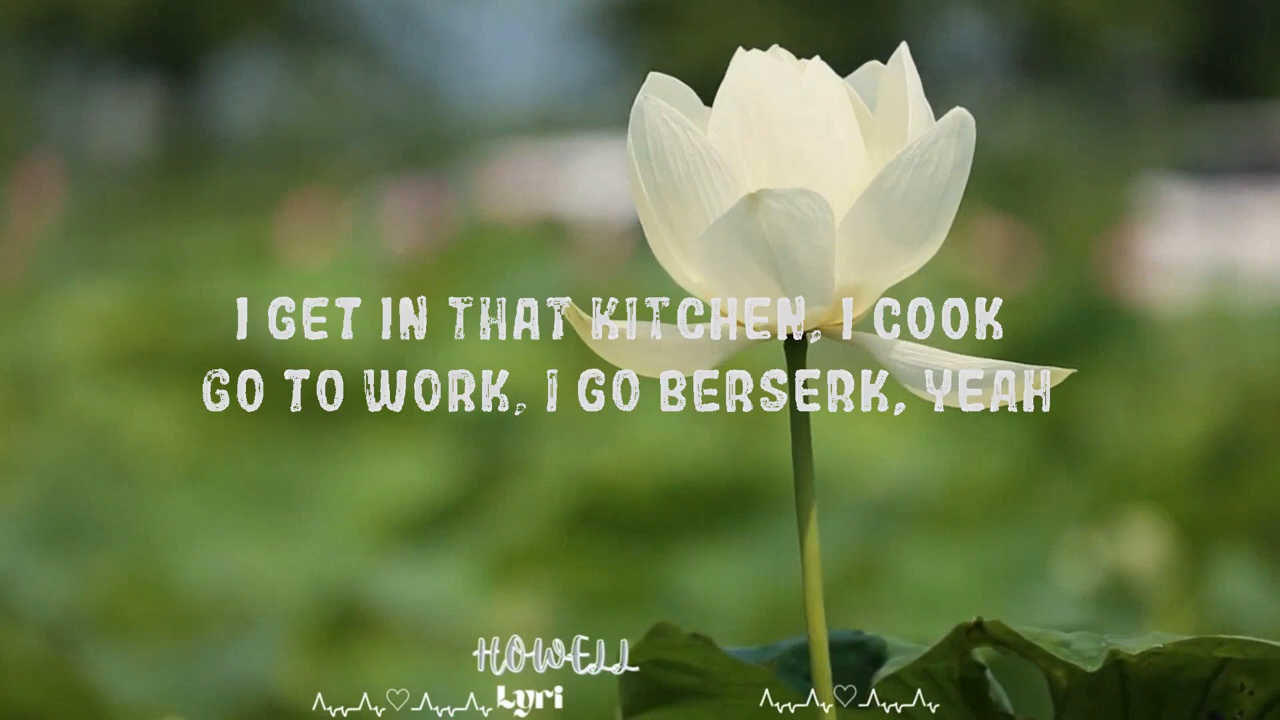 I GET IN THAT KITCHEN, I COOK
GO TO WORK, I GO BERSERK, YEAH
HOWELL
Lyri